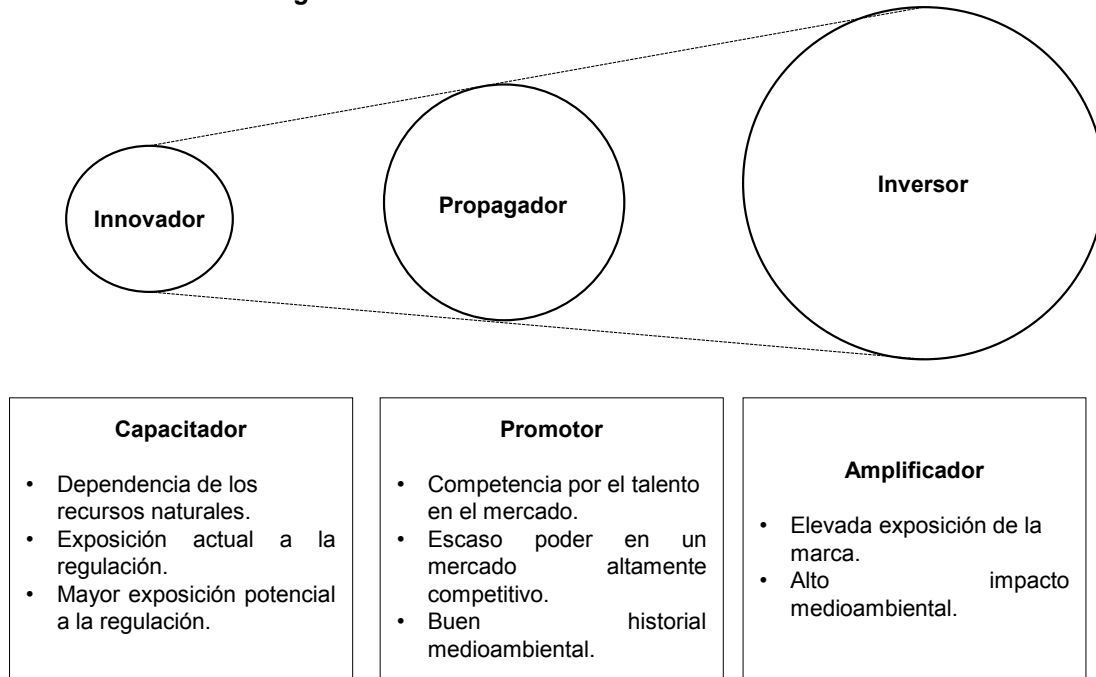 Innovador
Propagador
Inversor
Capacitador
• Dependencia de los
recursos naturales.
• Exposición actual a la
regulación.
• Mayor exposición potencial
a la regulación.
Promotor
• Competencia por el talento
en el mercado.
• Escaso poder en un
mercado altamente
competitivo.
• Buen historial
medioambiental.
Amplificador
• Elevada exposición de la
marca.
• Alto impacto
medioambiental.